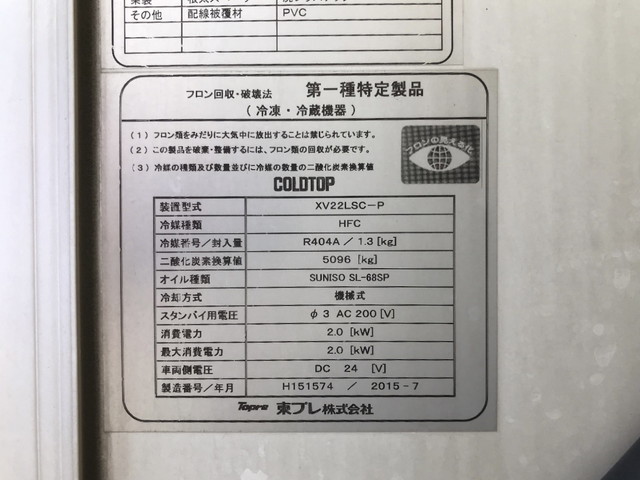 その他 配線被覆材 PVC
フロン回収・破壊法 第一種特定製品
(冷凍・冷蔵機器)
(1) フロン類をみだりに大気中に放出することは禁じられています。
(2) この製品を廃棄・整備するには、フロン類の回収が必要です。
(3) 冷媒の種類及び数量並びに冷媒の数量の二酸化炭素換算値
フロンの見える化
COLDTOP
装置型式 XV22LSC-P
冷媒種類 HFC
冷媒番号/封入量 R404A / 1.3 [kg]
二酸化炭素換算値 5096 [kg]
オイル種類 SUNISO SL-68SP
冷却方式 機械式
スタンバイ用電圧 φ3 AC 200 [V]
消費電力 2.0 [kW]
最大消費電力 2.0 [kW]
車両側電圧 DC 24 [V]
製造番号/年月 H151574 / 2015-7
Topre 東プレ株式会社